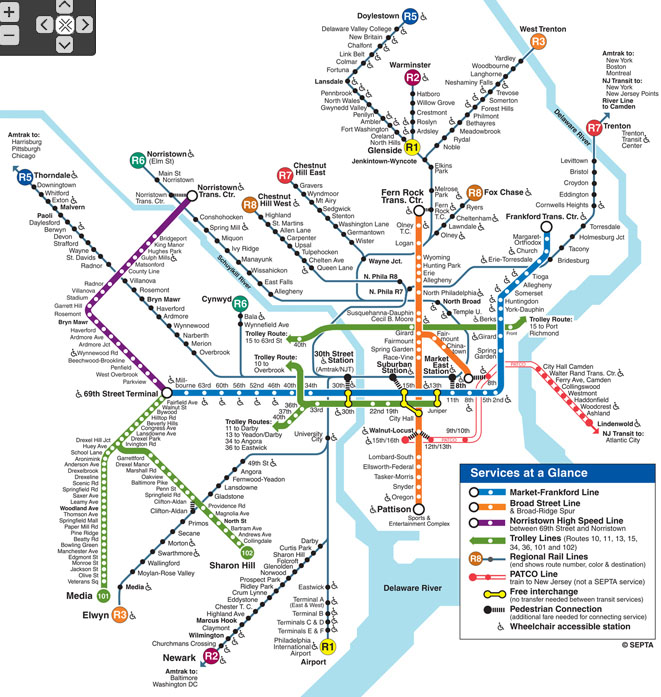 Doylestown R5
Delaware Valley College
New Britain
Chalfont
Link Belt
Colmar
Fortuna
Lansdale
Pennbrook
North Wales
Gwynedd Valley
Penllyn
Ambler
Fort Washington
Oreland
North Hills
Glenside R1
Jenkintown-Wyncote
Warminster
R2
Hatboro
Willow Grove
Crestmont
Roslyn
Ardsley
West Trenton
R3
Yardley
Woodbourne
Langhorne
Neshaminy Falls
Trevose
Somerton
Forest Hills
Philmont
Bethayres
Meadowbrook
Rydal
Noble
Amtrak to:
New York
Boston
Montreal
NJ Transit to:
New York
New Jersey Points
River Line
to Camden
Delaware River
R7 Trenton
Trenton
Transit
Center
Levittown
Bristol
Croydon
Eddington
Cornwells Heights
Torresdale
Holmesburg Jct
Tacony
Bridesburg
Elkins
Park
Melrose
Park
Fern
Rock
T.C.
R8 Fox Chase
Ryers
Cheltenham
Lawndale
Olney
Frankford Trans. Ctr.
Margaret-
Orthodox
Church
Erie-Torresdale
Tioga
Allegheny
Somerset
Huntingdon
York-Dauphin
Berks
Girard
Spring
Garden
2nd
5th
8th
11th
13th
15th
30th
34th
40th
46th
52nd
56th
60th
63rd
Mill-
bourne
69th Street Terminal
Fern Rock
Trans. Ctr.
Olney
T.C.
Logan
Wyoming
Hunting Park
Erie
Allegheny
North Philadelphia
Susquehanna-Dauphin
Cecil B. Moore
Girard
Fairmount
Spring Garden
Race-Vine
City Hall
Walnut-Locust
Lombard-South
Ellsworth-Federal
Tasker-Morris
Snyder
Oregon
Pattison
Sports &
Entertainment Complex
Fair-
mount
China-
town
8th
North Broad
Temple U.
N. Phila R8
N. Phila R7
Wayne Jct.
Amtrak to:
Harrisburg
Pittsburgh
Chicago
R5 Thorndale
Downingtown
Whitford
Exton
Malvern
Paoli
Daylesford
Berwyn
Devon
Strafford
Wayne
St. Davids
Radnor
Villanova
Rosemont
Bryn Mawr
Haverford
Ardmore
Wynnewood
Narberth
Merion
Overbrook
R6 Norristown
(Elm St)
Main St
Norristown
Norristown
Trans. Ctr.
Norristown
Trans. Ctr.
Conshohocken
Spring Mill
Miquon
Ivy Ridge
Manayunk
Wissahickon
East Falls
Allegheny
Schuylkill River
Chestnut
Hill East
R7
Gravers
Wyndmoor
Mt Airy
Sedgwick
Stenton
Washington Lane
Germantown
Wister
Chestnut
Hill West
R8
Highland
St. Martins
Allen Lane
Carpenter
Upsal
Tulpehocken
Chelten Ave
Queen Lane
Cynwyd
R6
Bala
Wynnefield Ave
Bridgeport
King Manor
Hughes Park
Gulph Mills
Matsonford
County Line
Radnor
Villanova
Stadium
Garrett Hill
Rosemont
Bryn Mawr
Haverford
Ardmore Ave
Ardmore Jct
Wynnewood Rd
Beechwood-Brookline
Penfield
West Overbrook
Parkview
Trolley Route:
15 to 63rd St
Trolley Route:
10 to
Overbrook
Trolley Route:
15 to Port
Richmond
Front
40th
36th
37th
40th
33rd
30th
22nd
19th
Juniper
Trolley Routes:
11 to Darby
13 to Yeadon/Darby
34 to Angora
36 to Eastwick
30th Street
Station
(Amtrak/NJT)
Suburban
Station
Market
East
Station
University
City
15th/16th
12th/13th
9th/10th
8th
PATCO
PATCO
City Hall Camden
Walter Rand Trans. Ctr.
Ferry Ave, Camden
Collingswood
Westmont
Haddonfield
Woodcrest
Ashland
Lindenwold
NJ Transit to:
Atlantic City
Fairfield Ave
Walnut St
Bywood
Hilltop Rd
Beverly Hills
Congress Ave
Lansdowne Ave
Drexel Park
Irvington Rd
Drexel Hill Jct
Huey Ave
School Lane
Aronimink
Anderson Ave
Drexelbrook
Drexeline
Scenic Rd
Springfield Rd
Saxer Ave
Leamy Ave
Woodland Ave
Thomson Ave
Springfield Mall
Paper Mill Rd
Pine Ridge
Beatty Rd
Bowling Green
Manchester Ave
Edgmont St
Monroe St
Jackson St
Olive St
Veterans Sq
Media 101
Garrettford
Drexel Manor
Marshall Rd
Oakview
Baltimore Pike
Penn St
Springfield Rd
Clifton-Aldan
Providence Rd
Magnolia Ave
North St
Bartram Ave
Andrews Ave
Collingdale
102
Sharon Hill
49th St
Angora
Fernwood-Yeadon
Lansdowne
Gladstone
Clifton-Aldan
Primos
Secane
Morton
Swarthmore
Wallingford
Moylan-Rose Valley
Media
Elwyn R3
Darby
Curtis Park
Sharon Hill
Folcroft
Glenolden
Norwood
Prospect Park
Ridley Park
Crum Lynne
Eddystone
Chester T. C.
Highland Ave
Marcus Hook
Claymont
Wilmington
Churchmans Crossing
Newark R2
Amtrak to:
Baltimore
Washington DC
Eastwick
Terminal A
(East & West)
Terminal B
Terminals C & D
Terminals E & F
Philadelphia
International
Airport
R1
Airport
Delaware River
Services at a Glance
Market-Frankford Line
Broad Street Line
& Broad-Ridge Spur
Norristown High Speed Line
between 69th Street and Norristown
Trolley Lines (Routes 10, 11, 13, 15,
34, 36, 101 and 102)
R8 Regional Rail Lines
(end shows route number, color & destination)
PATCO Line
train to New Jersey (not a SEPTA service)
Free interchange
(no transfer needed between transit services)
Pedestrian Connection
(additional fare needed for connecting service)
Wheelchair accessible station
© SEPTA